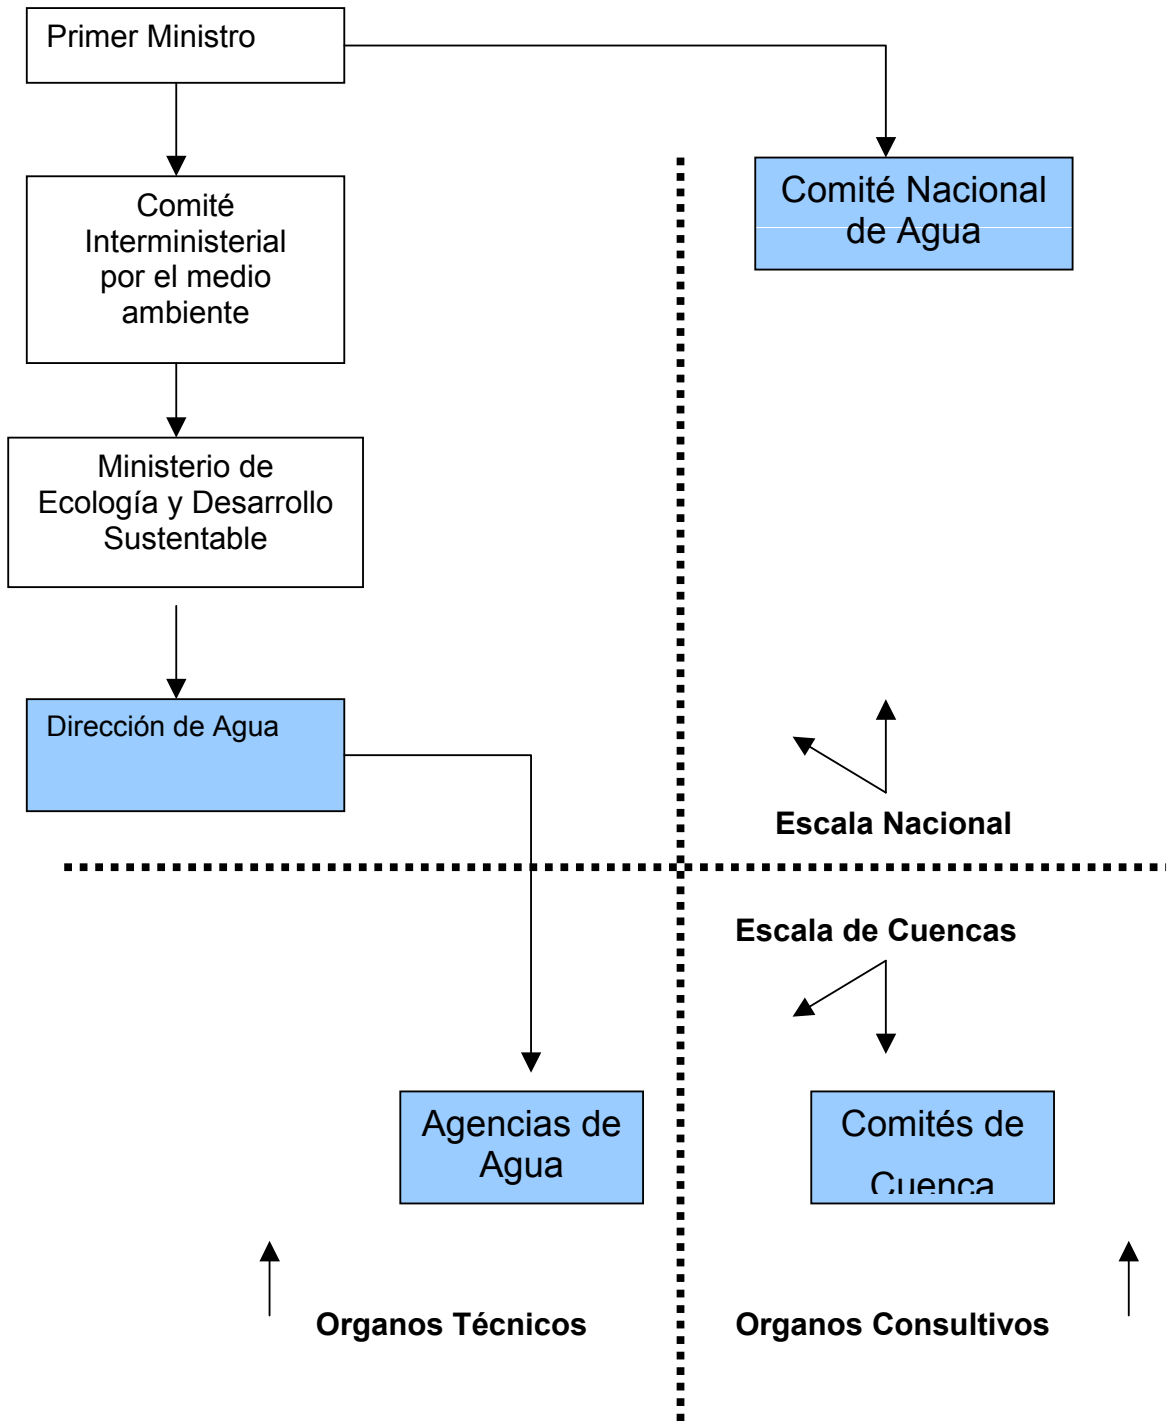 Primer Ministro
Comité
Interministerial
por el medio
ambiente
Comité Nacional
de Agua
Ministerio de
Ecología y Desarrollo
Sustentable
Dirección de Agua
Escala Nacional
Escala de Cuencas
Agencias de
Agua
Comités de
Cuenca
Organos Técnicos
Organos Consultivos